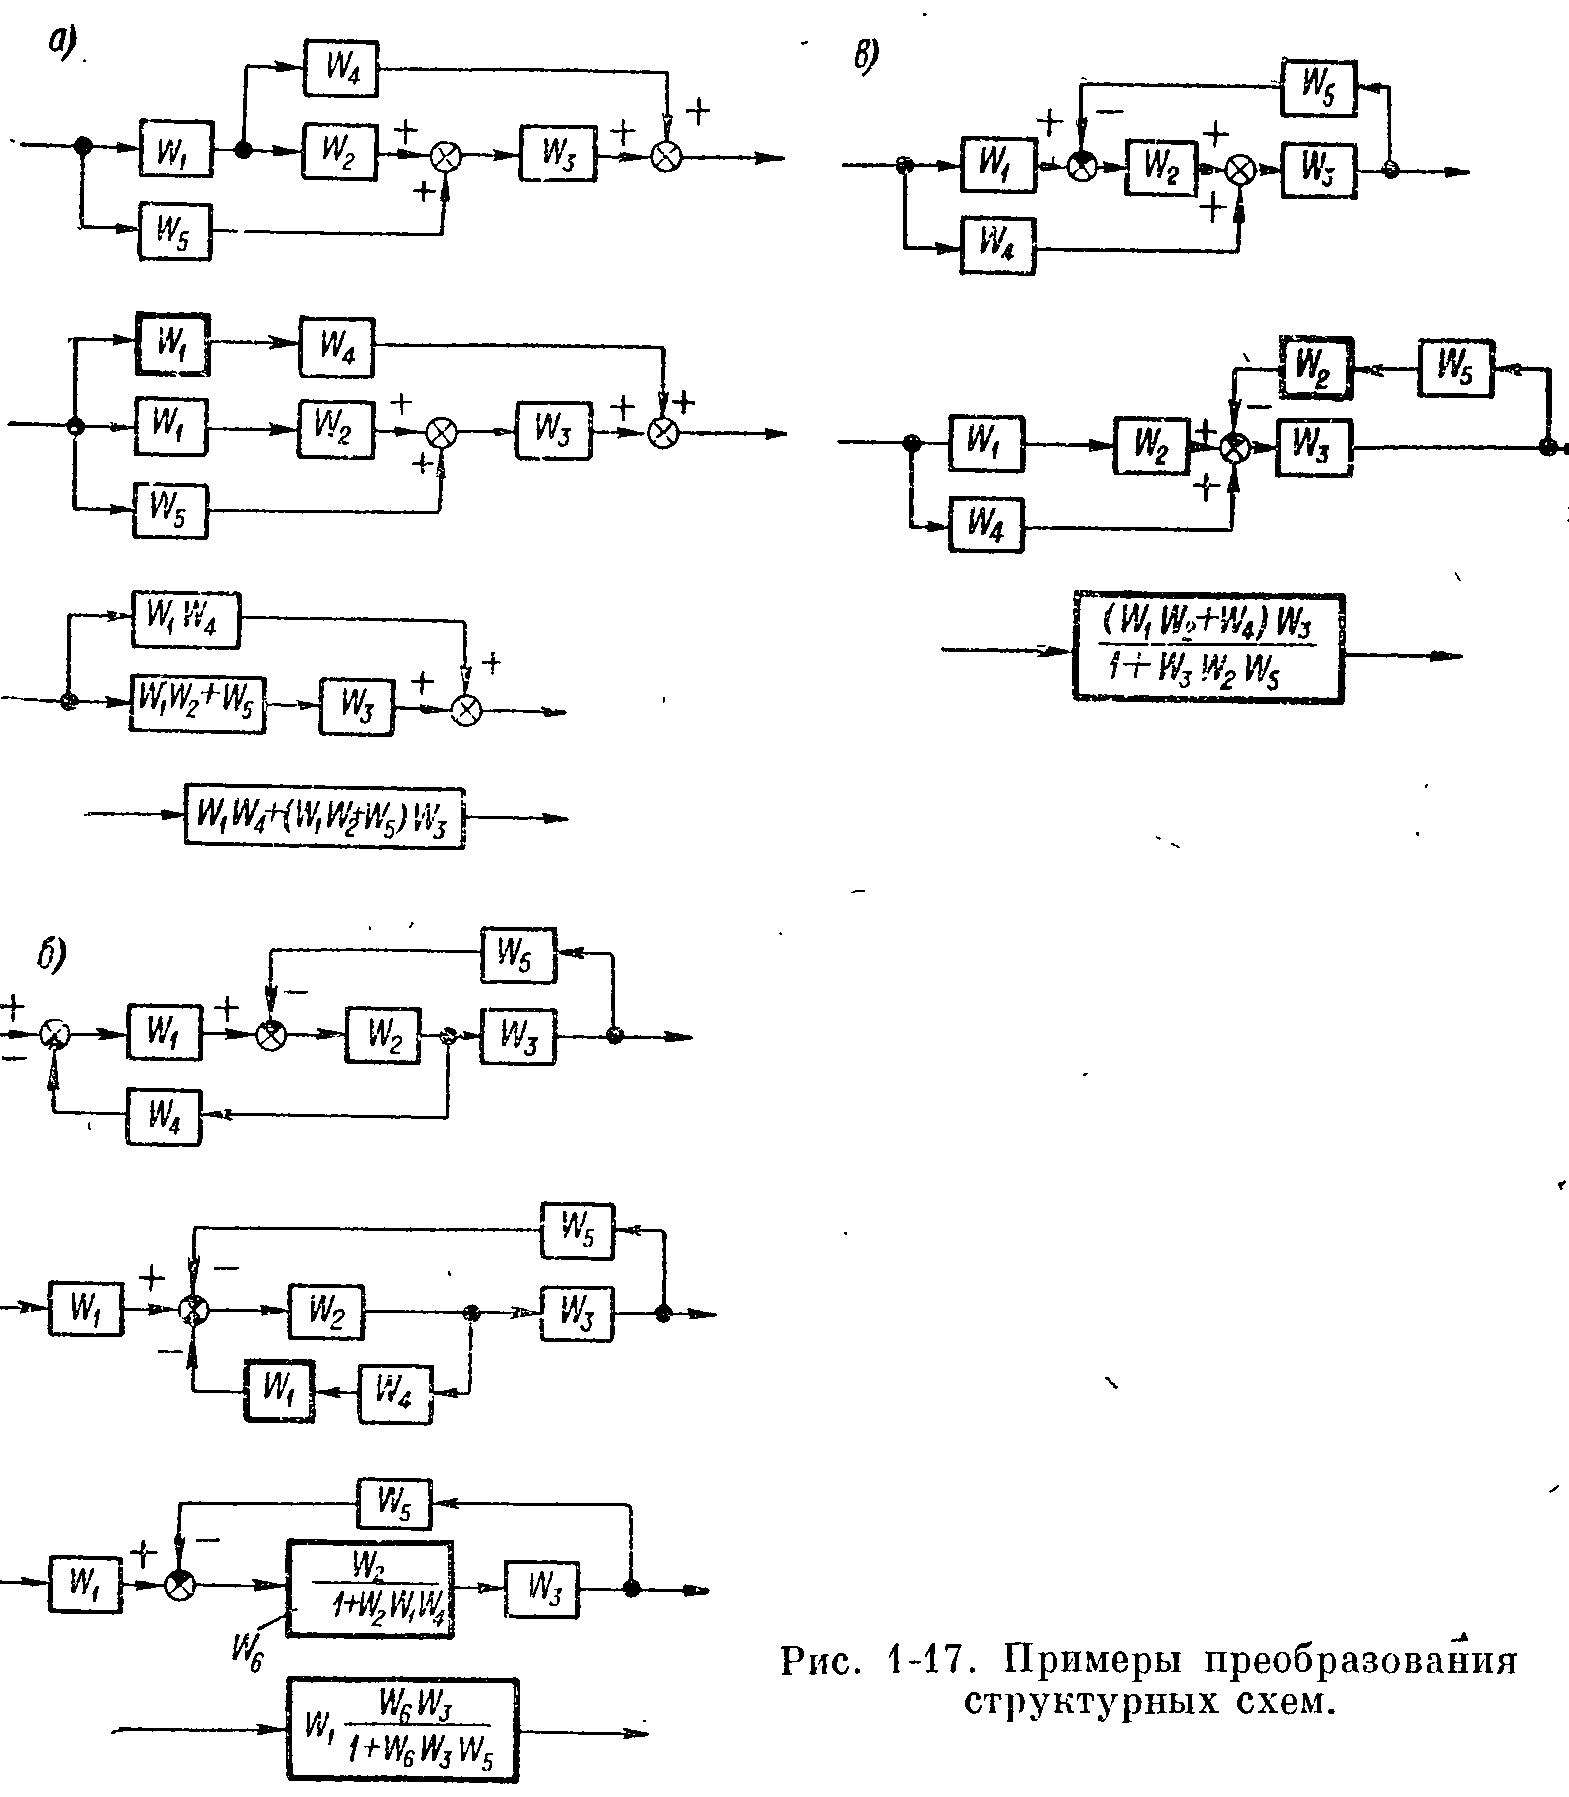 а)
W4
+
W1 W2 + W3 +
+
W5
W1 W4
W1 W2 + W3 + +
+
W5
W1 W4
+
W1W2+W5 W3 +
W1W4+(W1W2+W5)W3
б)
W5
−
+ W1 + W2 W3
−
W4
W5
−
W1 + W2 W3
−
W1 W4
W5
−
W1 + W2 W3
1+W2W1W4
W6
W6W3
W1
1+W6W3W5
в)
W5
−
+ +
W1 W2 W3
+
W4
W2 W5
−
W1 W2 + W3
+
W4
(W1W2+W4)W3
1+W3W2W5
Рис. 1-17. Примеры преобразования
структурных схем.